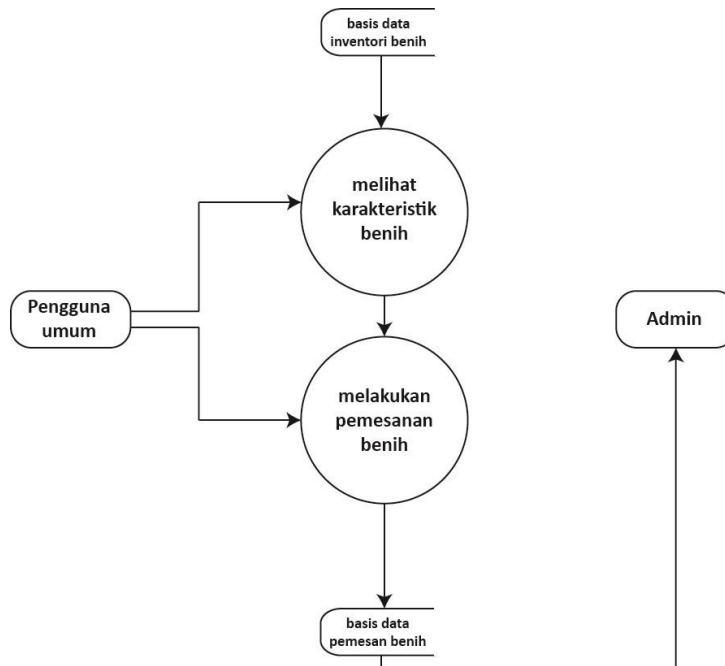 basis data
inventori benih
melihat
karakteristik
benih
Pengguna
umum
Admin
melakukan
pemesanan
benih
basis data
pemesan benih